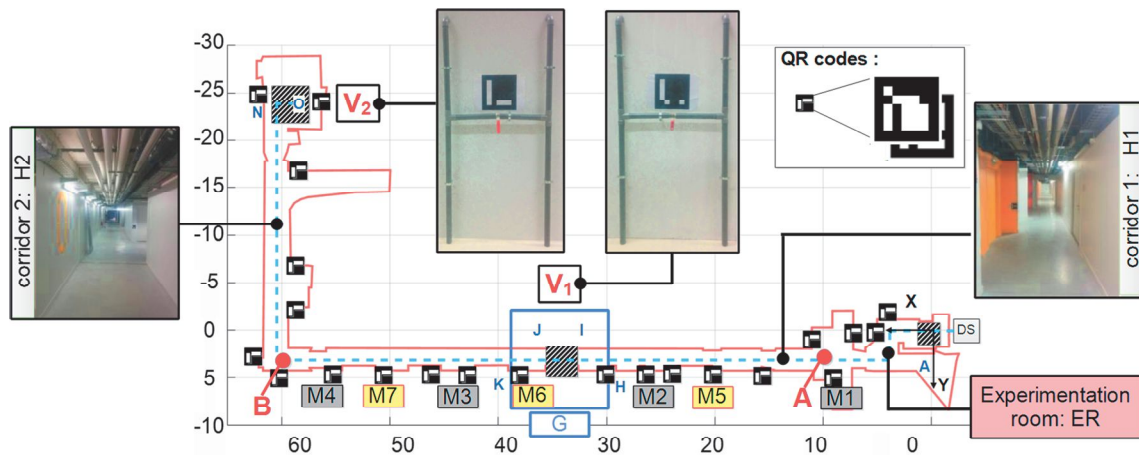 -30
-25
-20
-15
-10
-5
0
5
-10
60
50
40
30
20
10
0
N
O
V₂
QR codes :
corridor 2: H2
corridor 1: H1
V₁
J
I
X
DS
A
Y
B
K
H
A
M4
M7
M3
M6
M2
M5
M1
G
Experimentation
room: ER